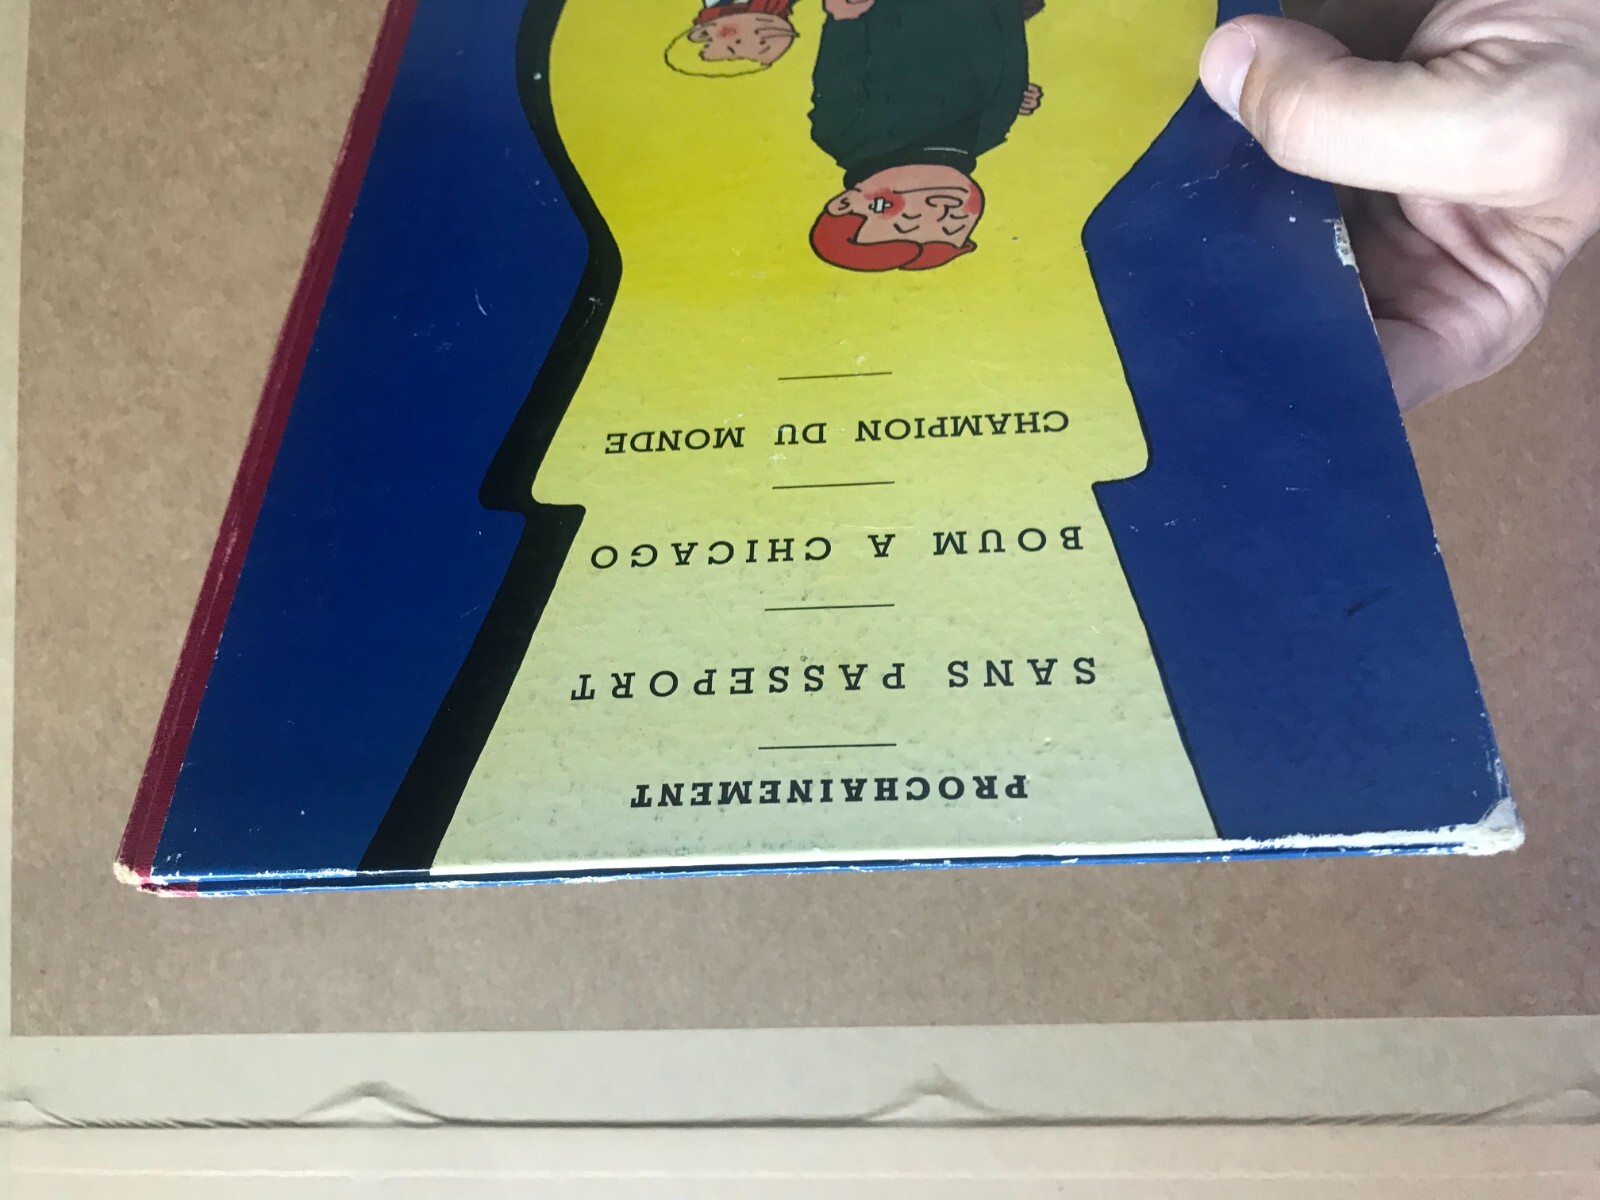 CHAMPION DU MONDE
BOUM A CHICAGO
SANS PASSEPORT
PROCHAINEMENT